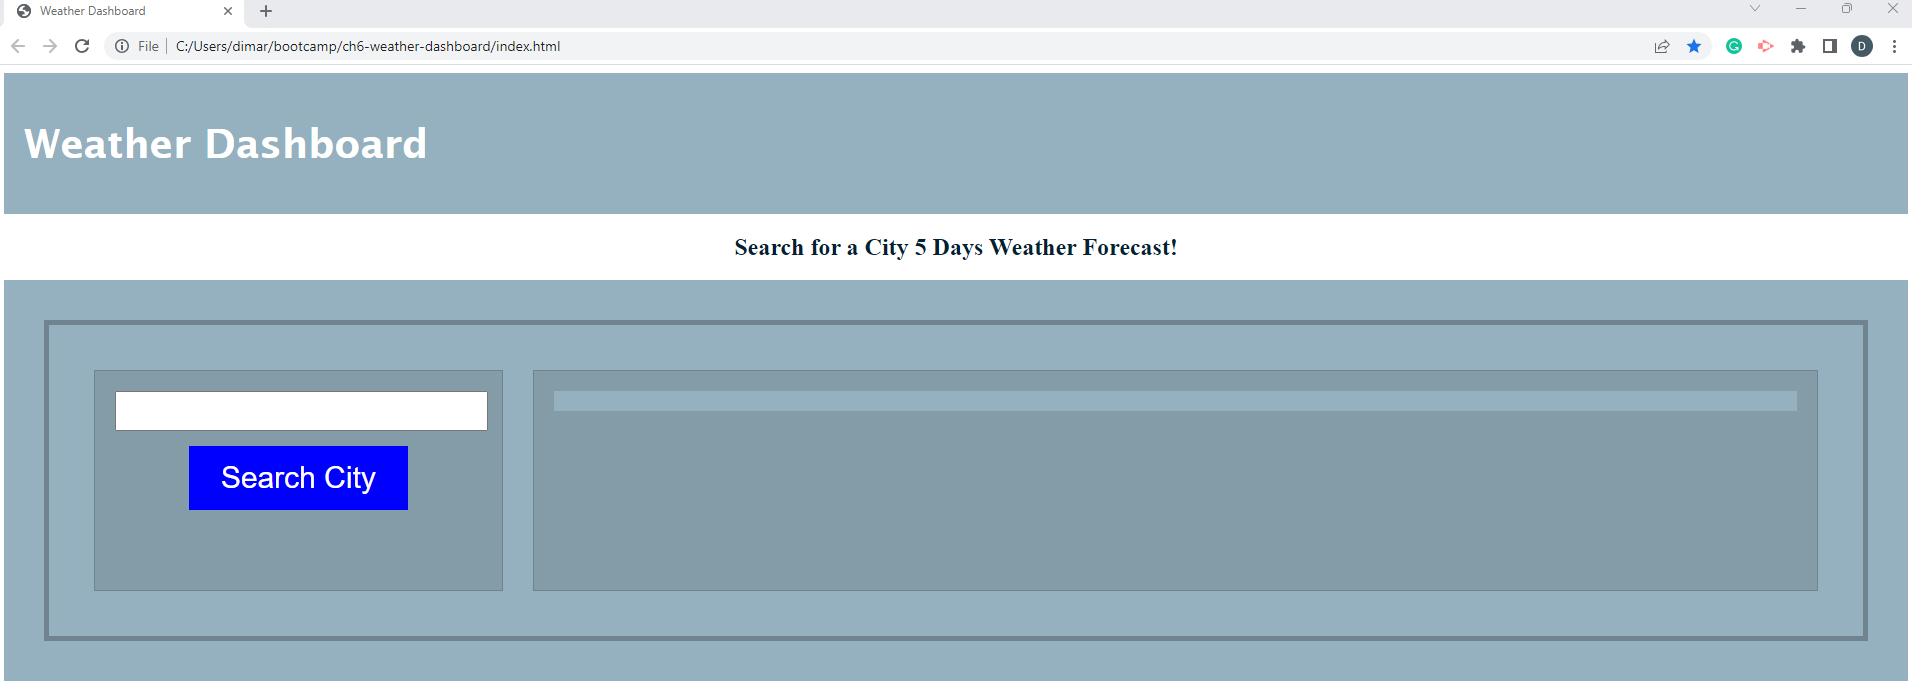 Weather Dashboard
File C:/Users/dimar/bootcamp/ch6-weather-dashboard/index.html
D
Weather Dashboard
Search for a City 5 Days Weather Forecast!
Search City